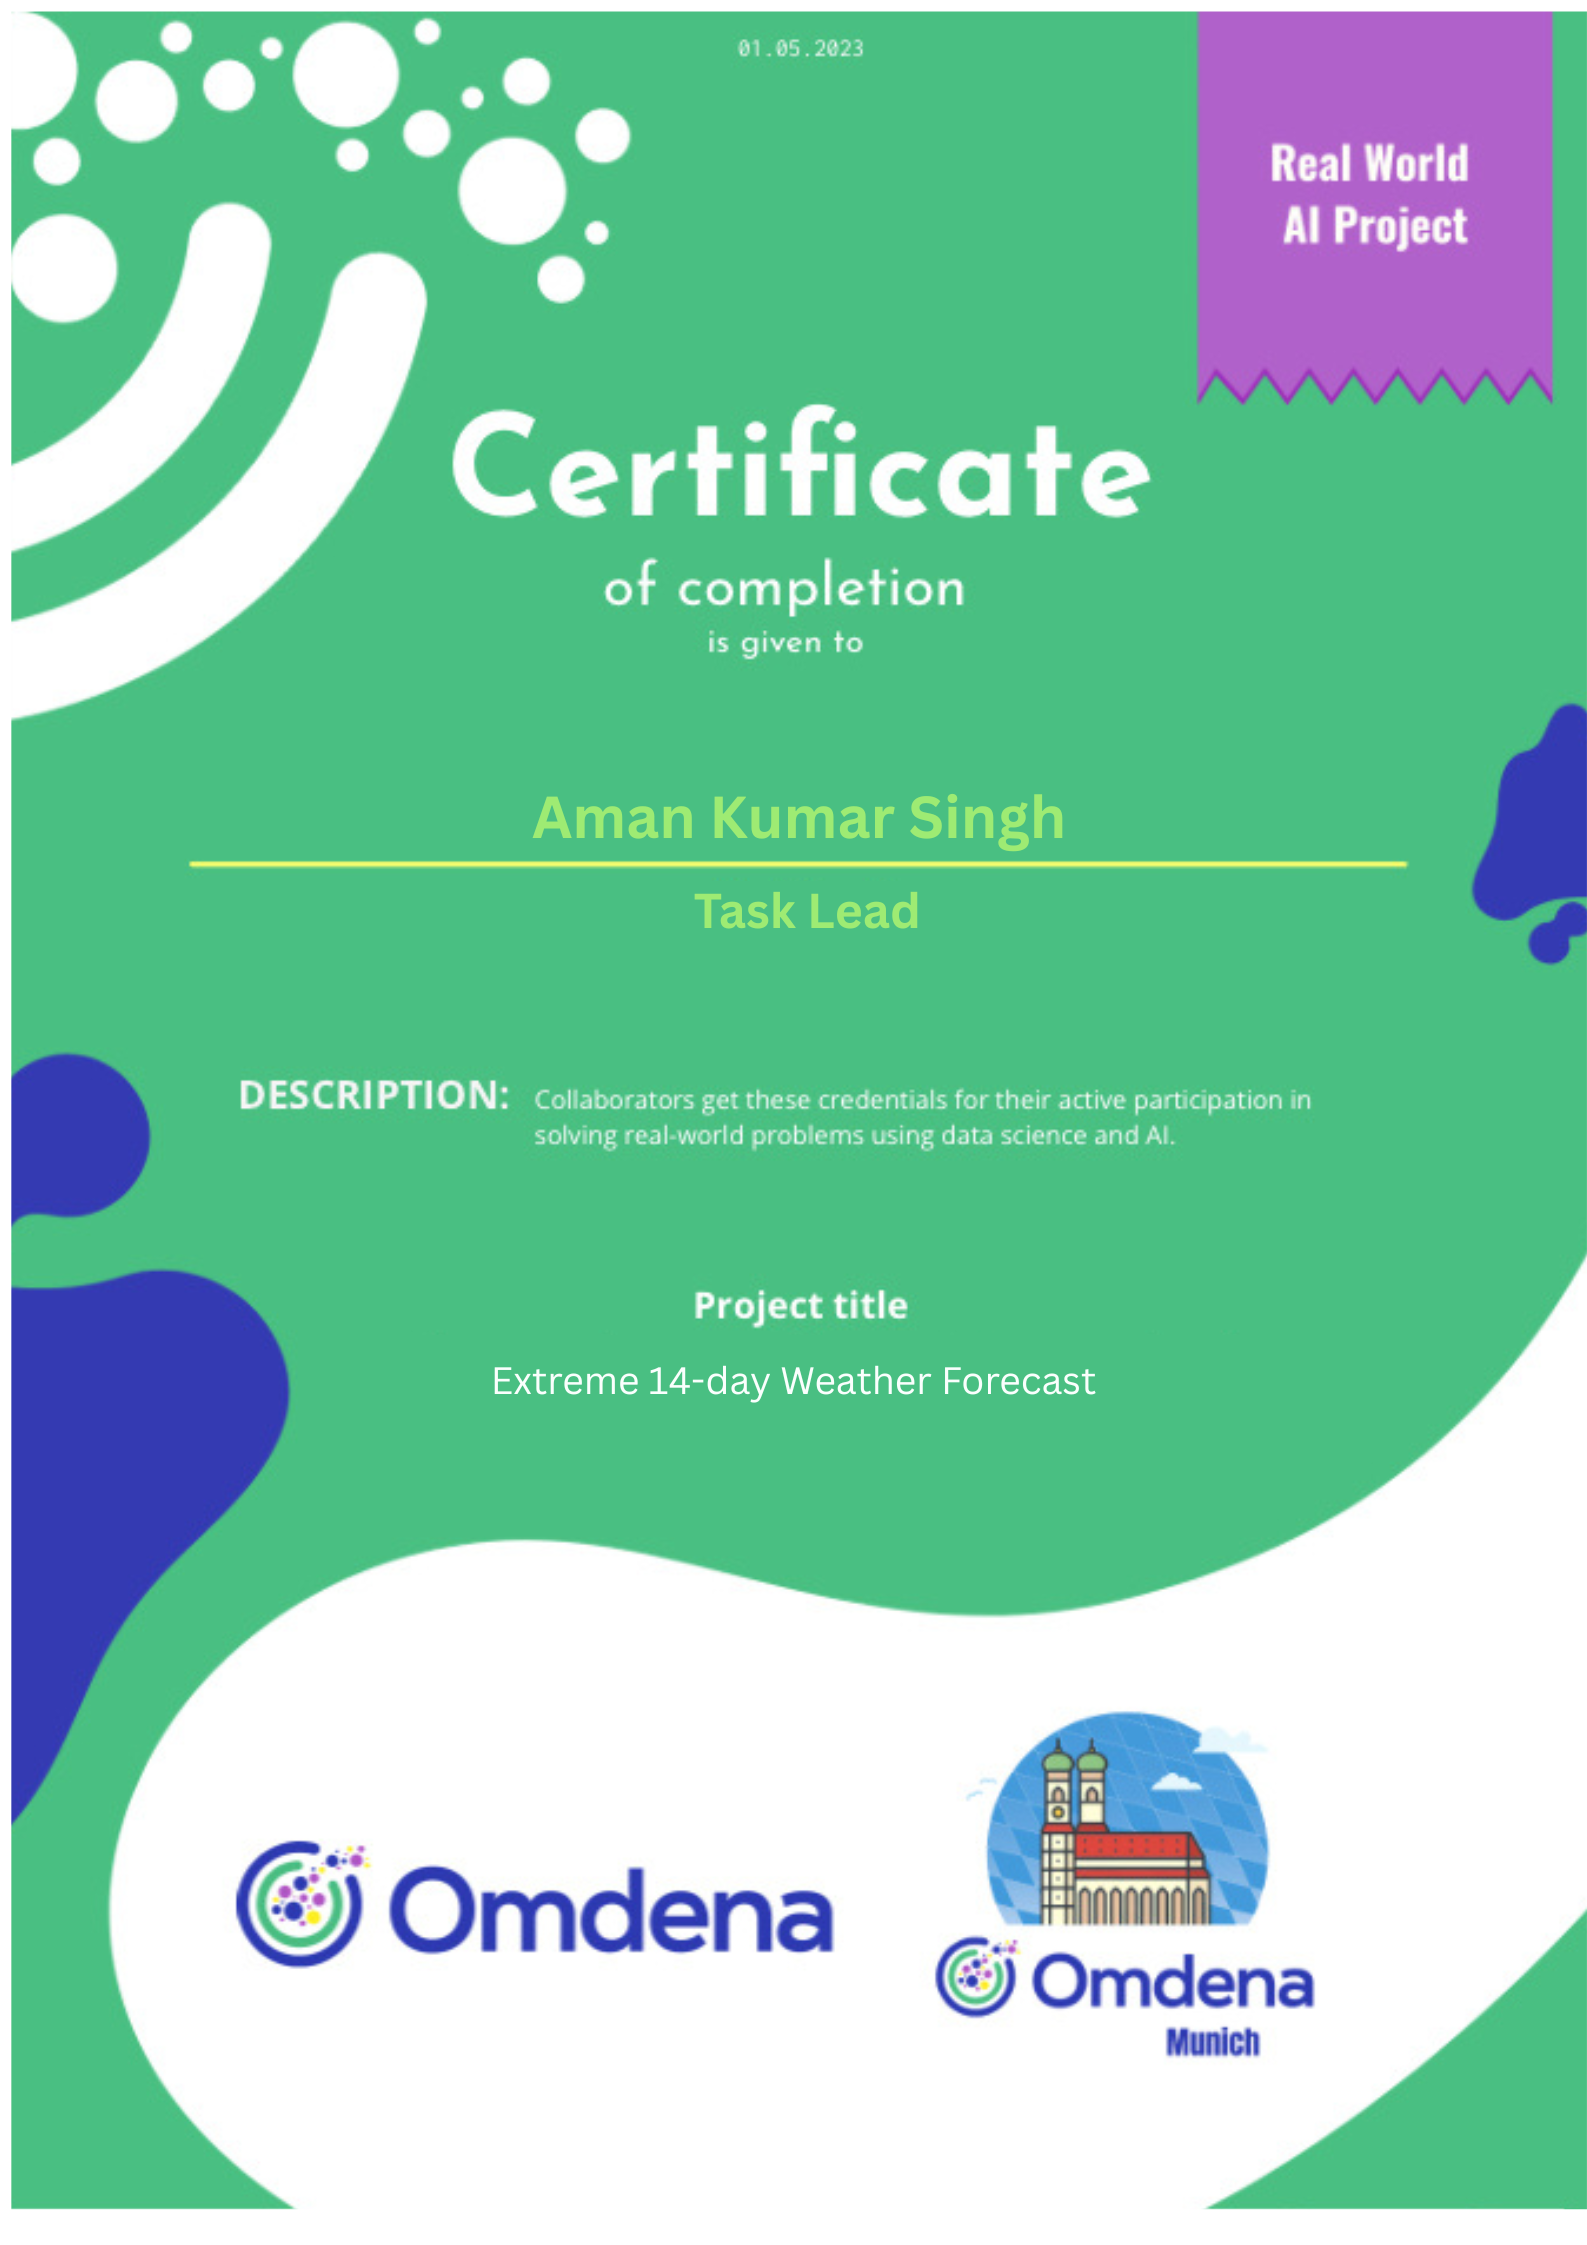 01.05.2023
Real World
AI Project
Certificate
of completion
is given to
Aman Kumar Singh
Task Lead
DESCRIPTION: Collaborators get these credentials for their active participation in
solving real-world problems using data science and AI.
Project title
Extreme 14-day Weather Forecast
Omdena
Omdena
Munich